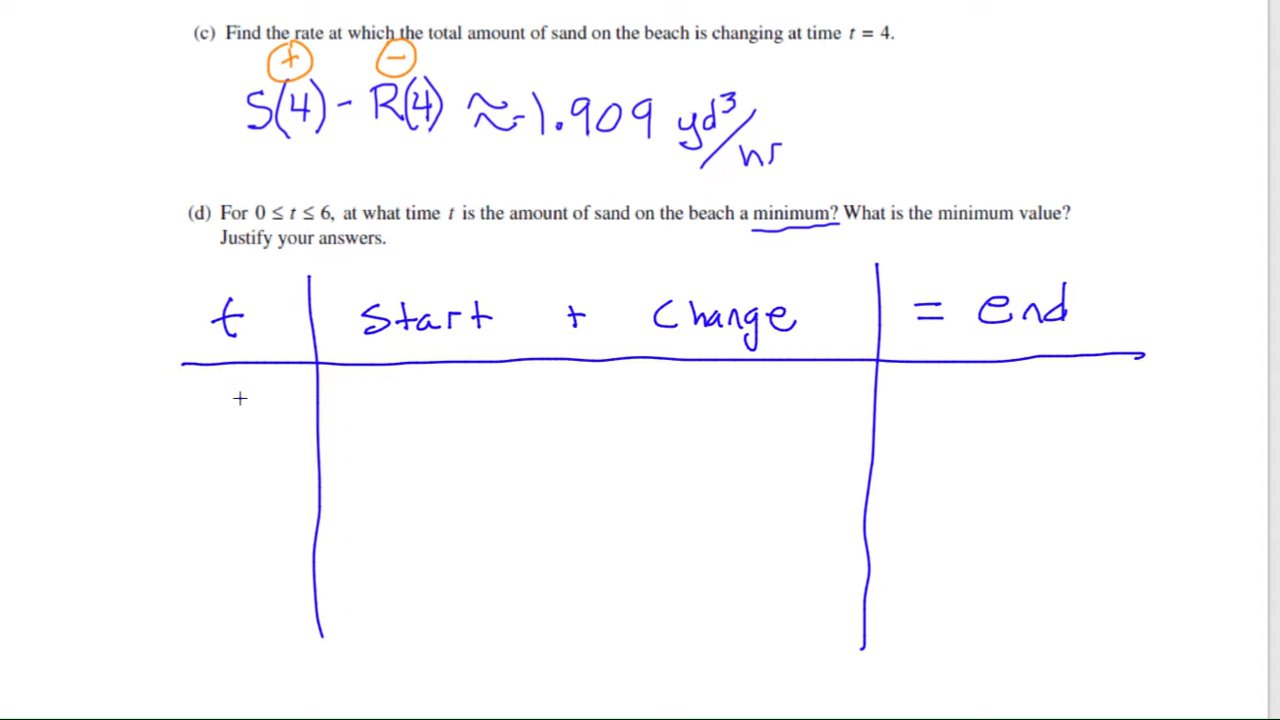 (c) Find the rate at which the total amount of sand on the beach is changing at time t = 4.
+ −
S(4) - R(4) ≈ -1.909 yd³/hr
(d) For 0 ≤ t ≤ 6, at what time t is the amount of sand on the beach a minimum? What is the minimum value?
Justify your answers.
t start + change = end